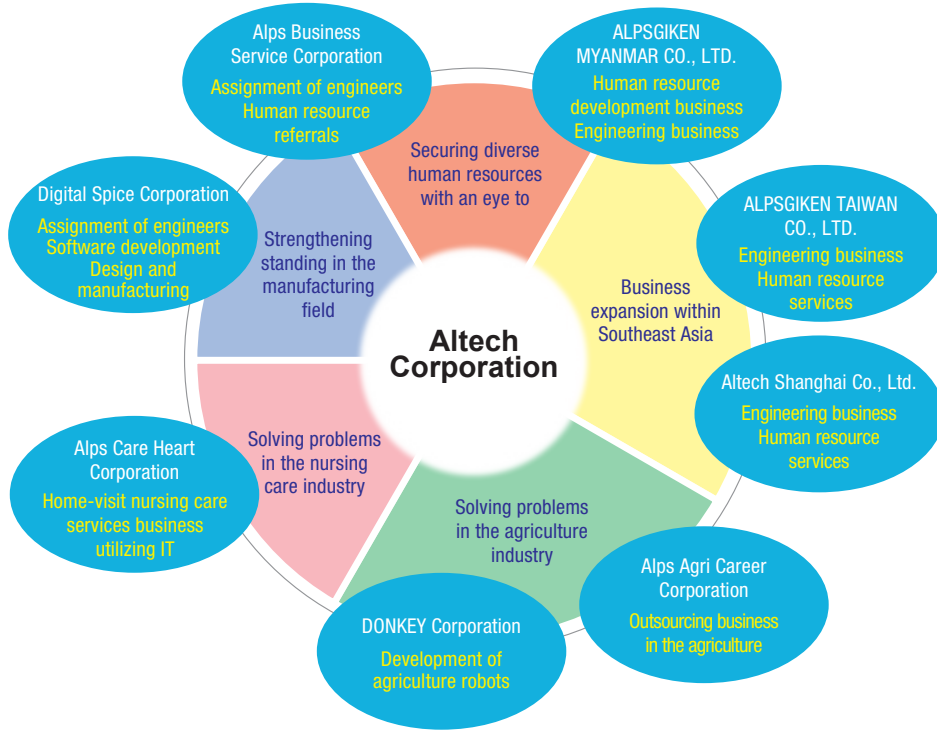 Alps Business
Service Corporation
Assignment of engineers
Human resource
referrals
ALPSGIKEN
MYANMAR CO., LTD.
Human resource
development business
Engineering business
Securing diverse
human resources
with an eye to
Digital Spice Corporation
Assignment of engineers
Software development
Design and
manufacturing
Strengthening
standing in the
manufacturing
field
ALPSGIKEN TAIWAN
CO., LTD.
Engineering business
Human resource
services
Business
expansion within
Southeast Asia
Altech
Corporation
Altech Shanghai Co., Ltd.
Engineering business
Human resource
services
Alps Care Heart
Corporation
Home-visit nursing care
services business
utilizing IT
Solving problems
in the nursing
care industry
Solving problems
in the agriculture
industry
Alps Agri Career
Corporation
Outsourcing business
in the agriculture
DONKEY Corporation
Development of
agriculture robots